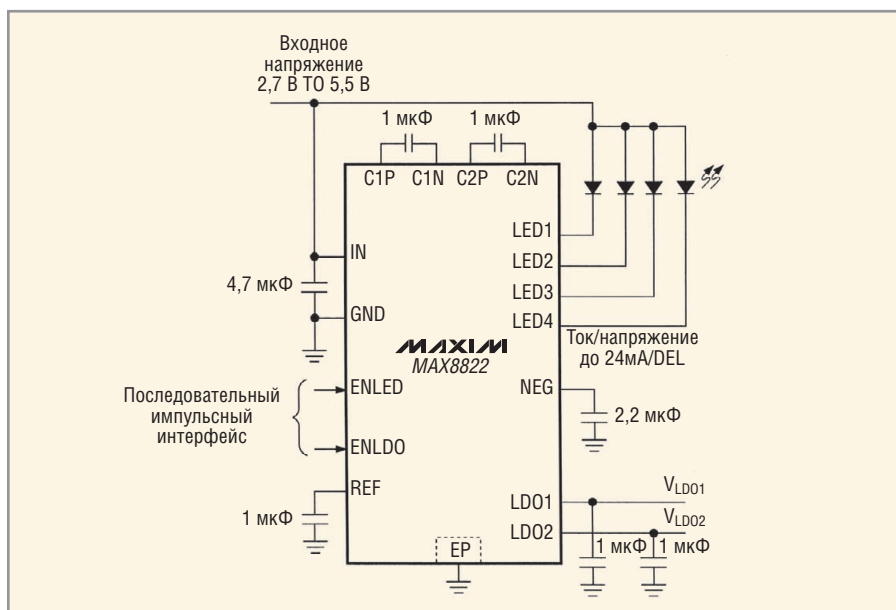 Входное
напряжение
2,7 В ТО 5,5 В
1 мкФ
1 мкФ
C1P
C1N
C2P
C2N
LED1
IN
LED2
4,7 мкФ
LED3
GND
LED4
Ток/напряжение
до 24мА/DEL
MAXIM
MAX8822
Последовательный
импульсный
интерфейс
ENLED
NEG
2,2 мкФ
ENLDO
REF
VLDO1
LDO1
1 мкФ
VLDO2
LDO2
EP
1 мкФ
1 мкФ